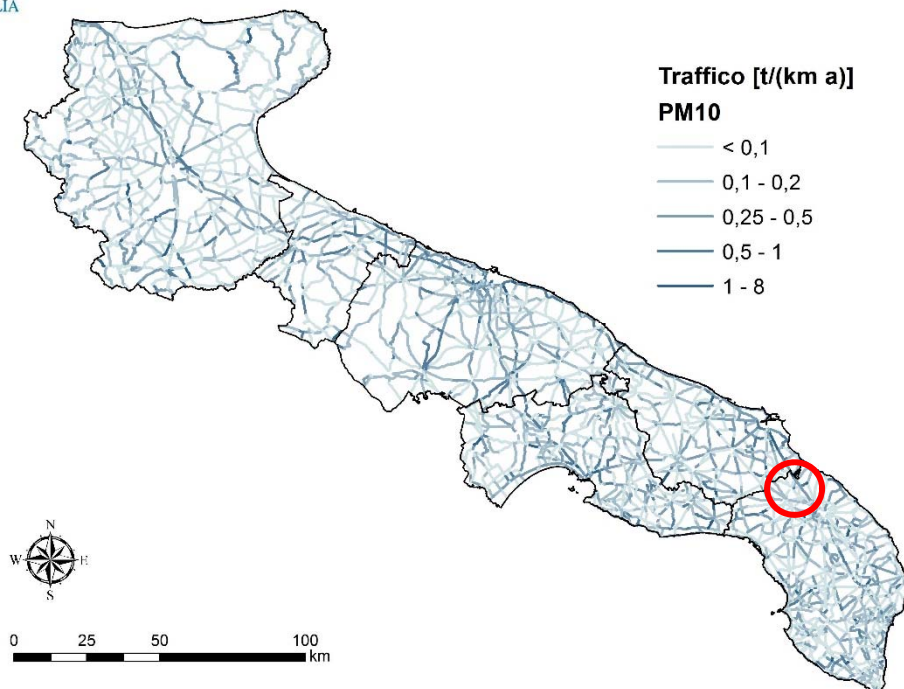 LIA
Traffico [t/(km a)]
PM10
< 0,1
0,1 - 0,2
0,25 - 0,5
0,5 - 1
1 - 8
N
W E
S
0 25 50 100
km